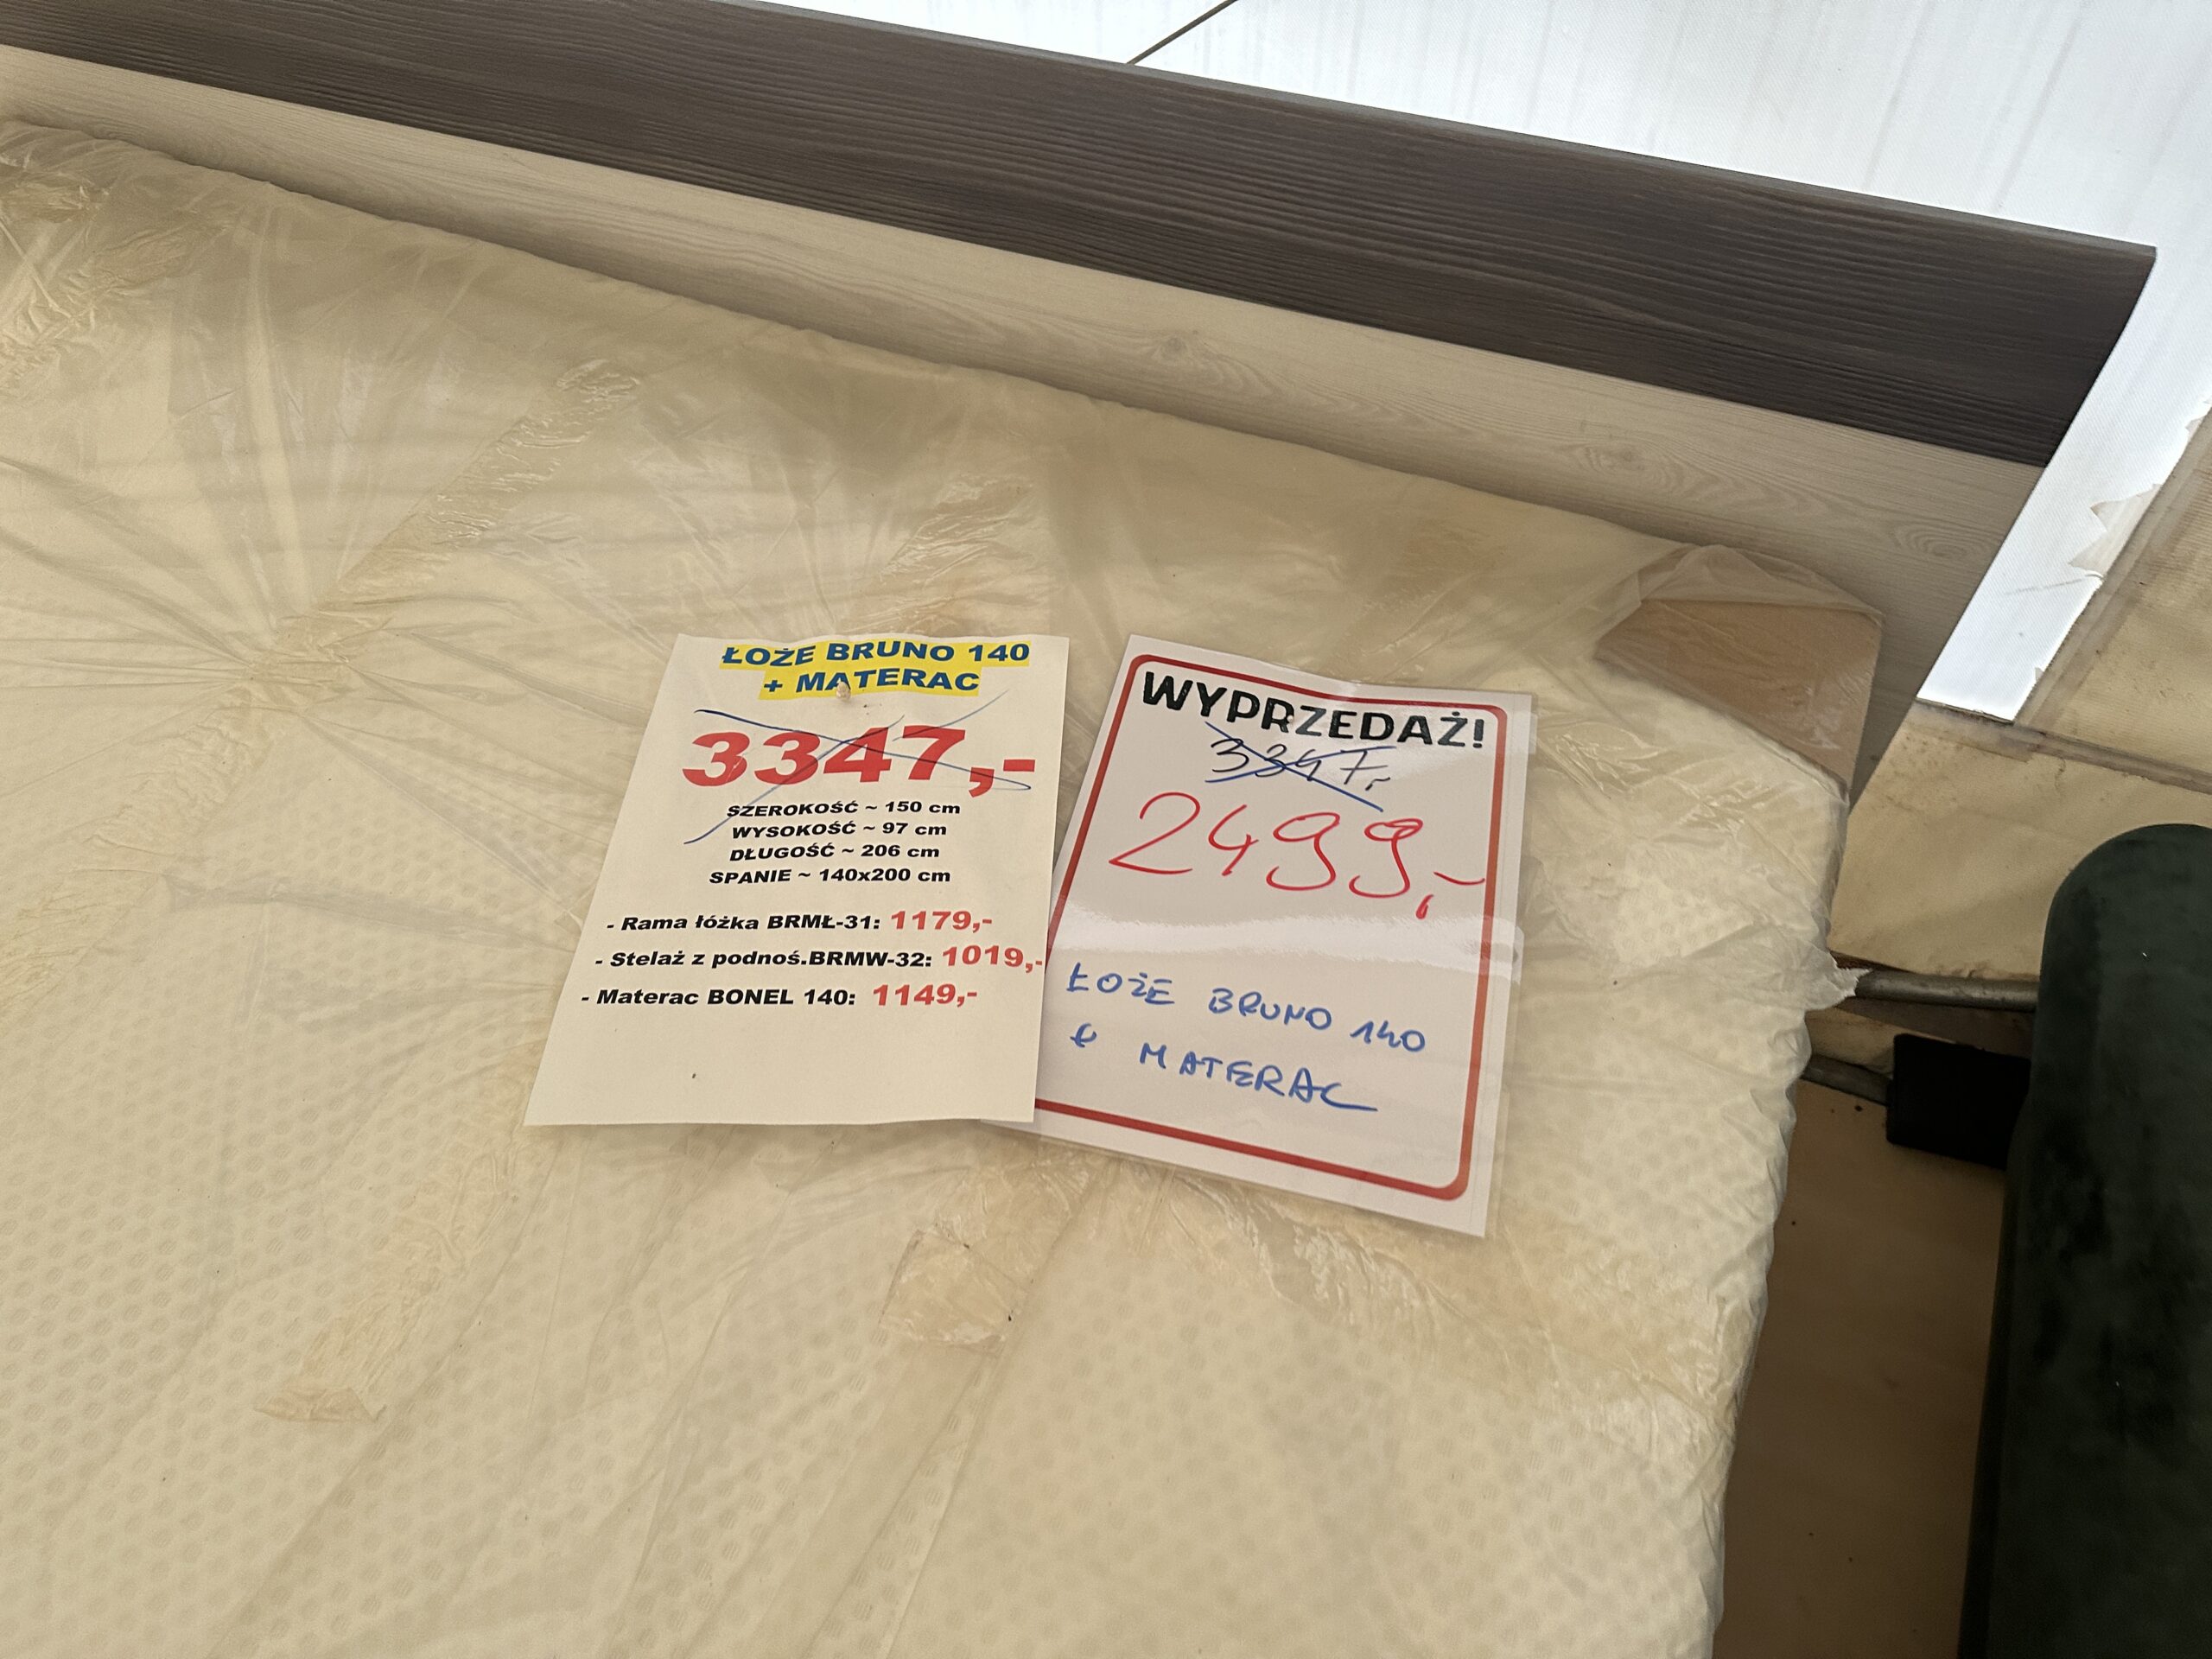 ŁOŻE BRUNO 140
+ MATERAC
3347,-
SZEROKOŚĆ ~ 150 cm
WYSOKOŚĆ ~ 97 cm
DŁUGOŚĆ ~ 206 cm
SPANIE ~ 140x200 cm
- Rama łóżka BRMŁ-31: 1179,-
- Stelaż z podnoś.BRMW-32: 1019,-
- Materac BONEL 140: 1149,-
WYPRZEDAŻ!
3347,-
2499,-
ŁOŻE BRUNO 140
+ MATERAC